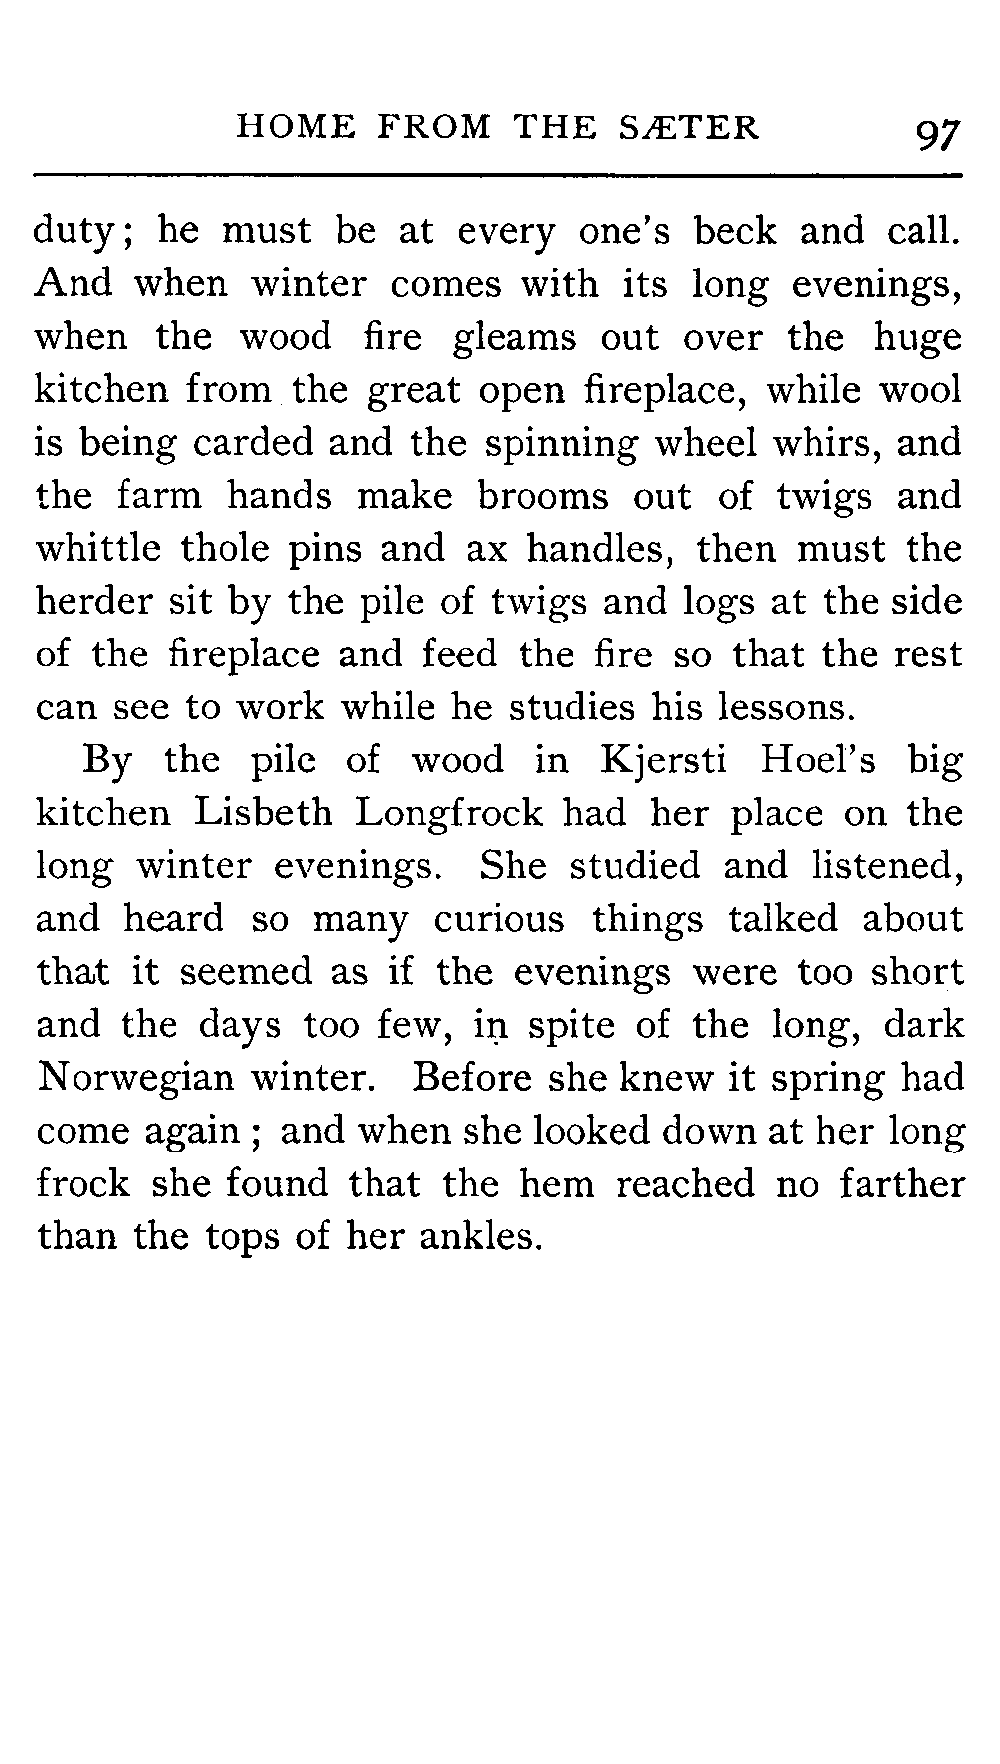 HOME FROM THE SÆTER 97
duty; he must be at every one's beck and call.
And when winter comes with its long evenings,
when the wood fire gleams out over the huge
kitchen from the great open fireplace, while wool
is being carded and the spinning wheel whirs, and
the farm hands make brooms out of twigs and
whittle thole pins and ax handles, then must the
herder sit by the pile of twigs and logs at the side
of the fireplace and feed the fire so that the rest
can see to work while he studies his lessons.
By the pile of wood in Kjersti Hoel's big
kitchen Lisbeth Longfrock had her place on the
long winter evenings. She studied and listened,
and heard so many curious things talked about
that it seemed as if the evenings were too short
and the days too few, in spite of the long, dark
Norwegian winter. Before she knew it spring had
come again; and when she looked down at her long
frock she found that the hem reached no farther
than the tops of her ankles.